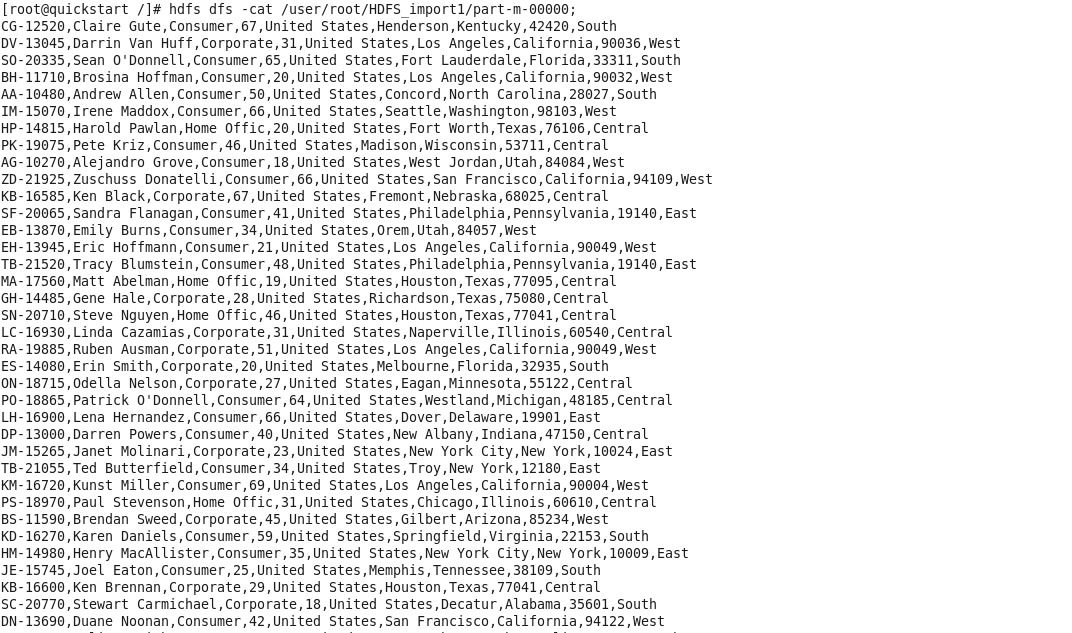 [root@quickstart /]# hdfs dfs -cat /user/root/HDFS_import1/part-m-00000;
CG-12520,Claire Gute,Consumer,67,United States,Henderson,Kentucky,42420,South
DV-13045,Darrin Van Huff,Corporate,31,United States,Los Angeles,California,90036,West
SO-20335,Sean O'Donnell,Consumer,65,United States,Fort Lauderdale,Florida,33311,South
BH-11710,Brosina Hoffman,Consumer,20,United States,Los Angeles,California,90032,West
AA-10480,Andrew Allen,Consumer,50,United States,Concord,North Carolina,28027,South
IM-15070,Irene Maddox,Consumer,66,United States,Seattle,Washington,98103,West
HP-14815,Harold Pawlan,Home Offic,20,United States,Fort Worth,Texas,76106,Central
PK-19075,Pete Kriz,Consumer,46,United States,Madison,Wisconsin,53711,Central
AG-10270,Alejandro Grove,Consumer,18,United States,West Jordan,Utah,84084,West
ZD-21925,Zuschuss Donatelli,Consumer,66,United States,San Francisco,California,94109,West
KB-16585,Ken Black,Corporate,67,United States,Fremont,Nebraska,68025,Central
SF-20065,Sandra Flanagan,Consumer,41,United States,Philadelphia,Pennsylvania,19140,East
EB-13870,Emily Burns,Consumer,34,United States,Orem,Utah,84057,West
EH-13945,Eric Hoffmann,Consumer,21,United States,Los Angeles,California,90049,West
TB-21520,Tracy Blumstein,Consumer,48,United States,Philadelphia,Pennsylvania,19140,East
MA-17560,Matt Abelman,Home Offic,19,United States,Houston,Texas,77095,Central
GH-14485,Gene Hale,Corporate,28,United States,Richardson,Texas,75080,Central
SN-20710,Steve Nguyen,Home Offic,46,United States,Houston,Texas,77041,Central
LC-16930,Linda Cazamias,Corporate,31,United States,Naperville,Illinois,60540,Central
RA-19885,Ruben Ausman,Corporate,51,United States,Los Angeles,California,90049,West
ES-14080,Erin Smith,Corporate,20,United States,Melbourne,Florida,32935,South
ON-18715,Odella Nelson,Corporate,27,United States,Eagan,Minnesota,55122,Central
PO-18865,Patrick O'Donnell,Consumer,64,United States,Westland,Michigan,48185,Central
LH-16900,Lena Hernandez,Consumer,66,United States,Dover,Delaware,19901,East
DP-13000,Darren Powers,Consumer,40,United States,New Albany,Indiana,47150,Central
JM-15265,Janet Molinari,Corporate,23,United States,New York City,New York,10024,East
TB-21055,Ted Butterfield,Consumer,34,United States,Troy,New York,12180,East
KM-16720,Kunst Miller,Consumer,69,United States,Los Angeles,California,90004,West
PS-18970,Paul Stevenson,Home Offic,31,United States,Chicago,Illinois,60610,Central
BS-11590,Brendan Sweed,Corporate,45,United States,Gilbert,Arizona,85234,West
KD-16270,Karen Daniels,Consumer,59,United States,Springfield,Virginia,22153,South
HM-14980,Henry MacAllister,Consumer,35,United States,New York City,New York,10009,East
JE-15745,Joel Eaton,Consumer,25,United States,Memphis,Tennessee,38109,South
KB-16600,Ken Brennan,Corporate,29,United States,Houston,Texas,77041,Central
SC-20770,Stewart Carmichael,Corporate,18,United States,Decatur,Alabama,35601,South
DN-13690,Duane Noonan,Consumer,42,United States,San Francisco,California,94122,West